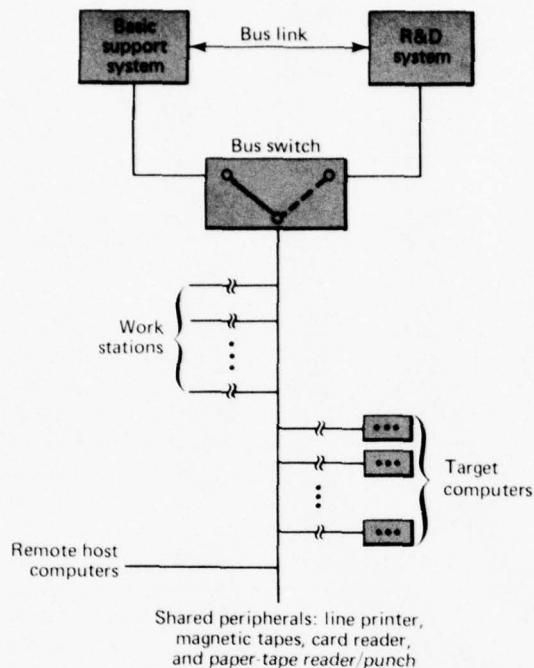 Basic
support
system
Bus link
R&D
system
Bus switch
Work
stations
Target
computers
Remote host
computers
Shared peripherals: line printer,
magnetic tapes, card reader,
and paper-tape reader/punch